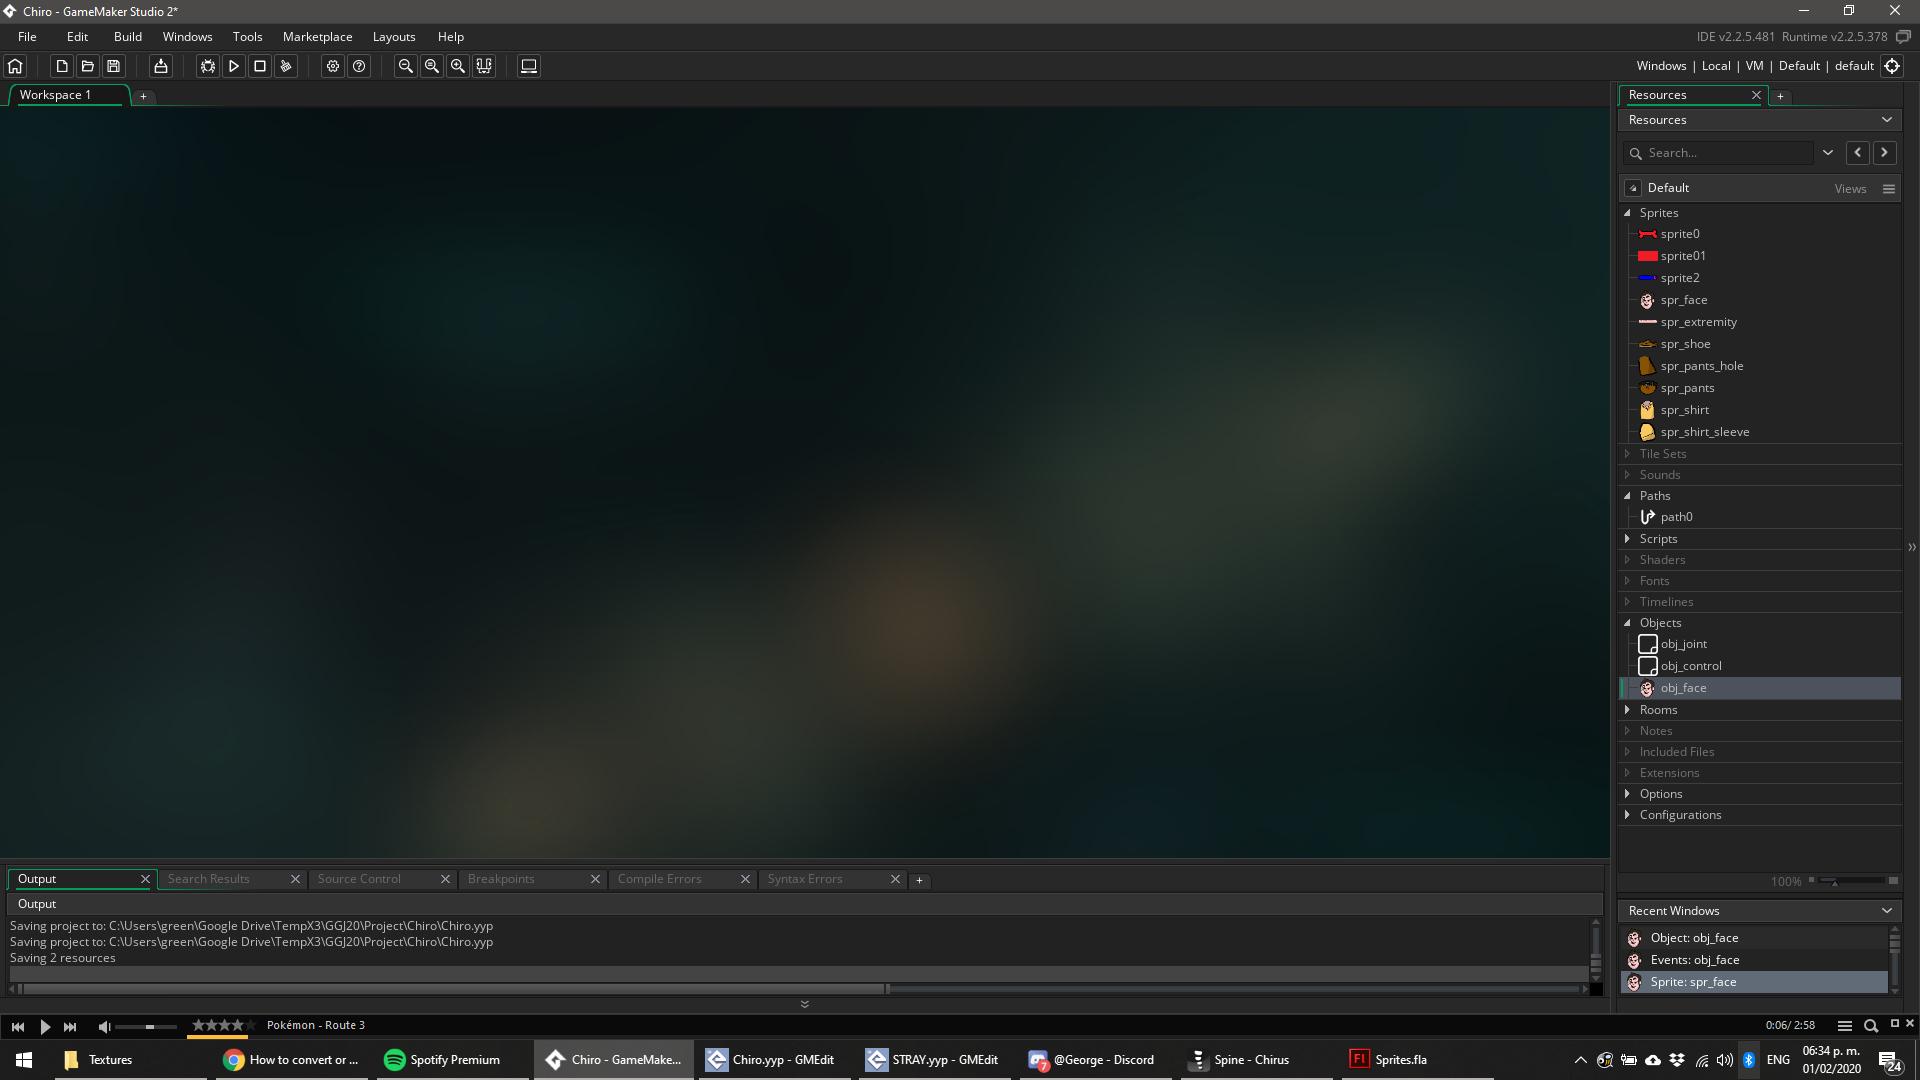 Chiro - GameMaker Studio 2*
File Edit Build Windows Tools Marketplace Layouts Help
IDE v2.2.5.481 Runtime v2.2.5.378
Windows | Local | VM | Default | default
Workspace 1
+
Resources
+
Resources
Search...
Default
Views
Sprites
sprite0
sprite01
sprite2
spr_face
spr_extremity
spr_shoe
spr_pants_hole
spr_pants
spr_shirt
spr_shirt_sleeve
Tile Sets
Sounds
Paths
path0
Scripts
Shaders
Fonts
Timelines
Objects
obj_joint
obj_control
obj_face
Rooms
Notes
Included Files
Extensions
Options
Configurations
100%
Output
Search Results
Source Control
Breakpoints
Compile Errors
Syntax Errors
+
Output
Saving project to: C:\Users\green\Google Drive\TempX3\GGJ20\Project\Chiro\Chiro.yyp
Saving project to: C:\Users\green\Google Drive\TempX3\GGJ20\Project\Chiro\Chiro.yyp
Saving 2 resources
Recent Windows
Object: obj_face
Events: obj_face
Sprite: spr_face
Pokémon - Route 3
0:06/ 2:58
Textures
How to convert or ...
Spotify Premium
Chiro - GameMake...
Chiro.yyp - GMEdit
STRAY.yyp - GMEdit
7
@George - Discord
Spine - Chirus
Fl
Sprites.fla
ENG
06:34 p. m.
01/02/2020
24